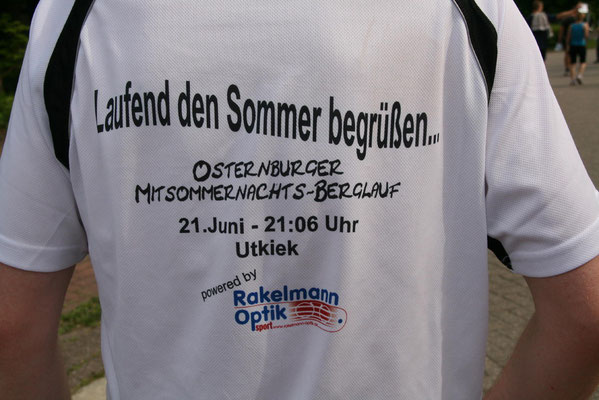 Laufend den Sommer begrüßen...
OSTERNBURGER
MITSOMMERNACHTS-BERGLAUF
21.Juni - 21:06 Uhr
Utkiek
powered by
Rakelmann
Optik
sport